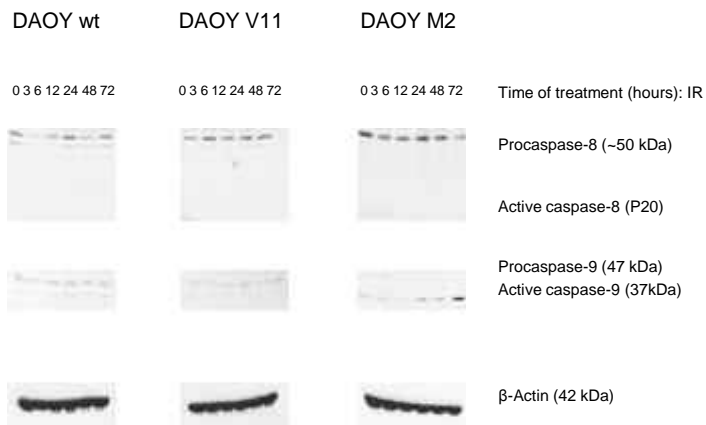 DAOY wt DAOY V11 DAOY M2
0 3 6 12 24 48 72 0 3 6 12 24 48 72 0 3 6 12 24 48 72 Time of treatment (hours): IR
Procaspase-8 (~50 kDa)
Active caspase-8 (P20)
Procaspase-9 (47 kDa)
Active caspase-9 (37kDa)
β-Actin (42 kDa)